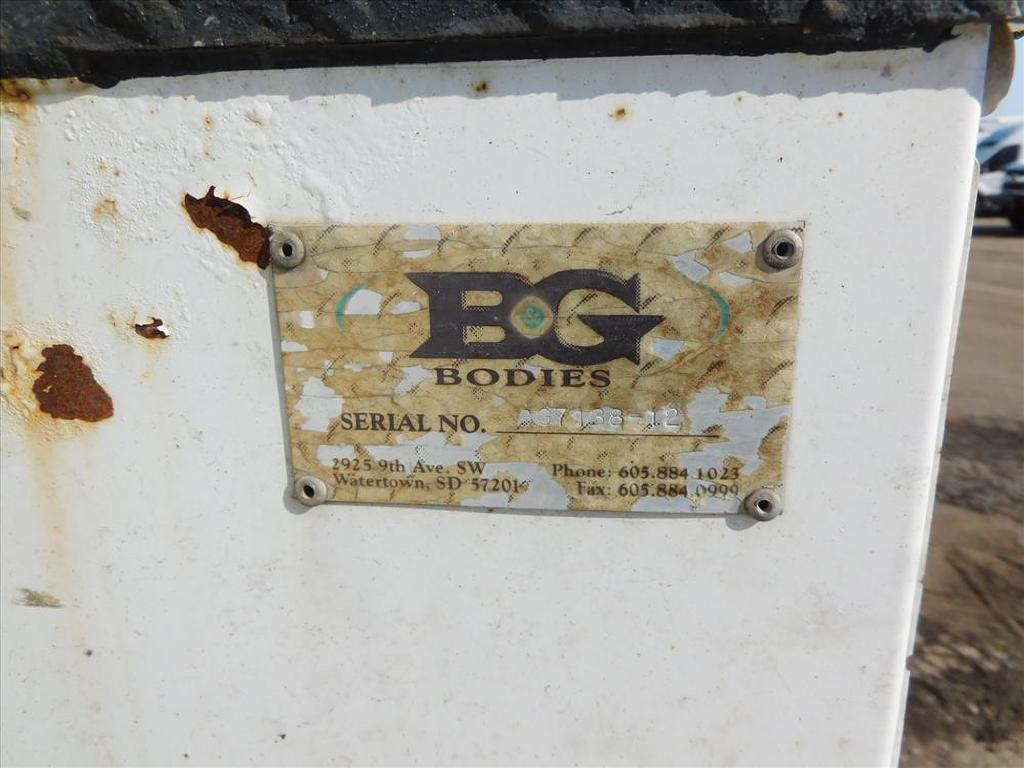 BG
BODIES
SERIAL NO.
2925 9th Ave. SW
Watertown, SD 57201
Phone: 605.884.1023
Fax: 605.884.0999